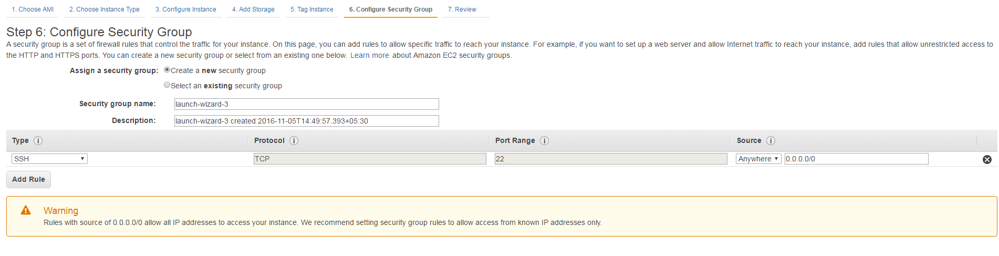 1. Choose AMI 2. Choose Instance Type 3. Configure Instance 4. Add Storage 5. Tag Instance 6. Configure Security Group 7. Review
Step 6: Configure Security Group
A security group is a set of firewall rules that control the traffic for your instance. On this page, you can add rules to allow specific traffic to reach your instance. For example, if you want to set up a web server and allow Internet traffic to reach your instance, add rules that allow unrestricted access to
the HTTP and HTTPS ports. You can create a new security group or select from an existing one below. Learn more about Amazon EC2 security groups.
Assign a security group: Create a new security group
Select an existing security group
Security group name: launch-wizard-3
Description: launch-wizard-3 created 2016-11-05T14:49:57.393+05:30
Type i Protocol i Port Range i Source i
SSH TCP 22 Anywhere 0.0.0.0/0
Add Rule
Warning
Rules with source of 0.0.0.0/0 allow all IP addresses to access your instance. We recommend setting security group rules to allow access from known IP addresses only.